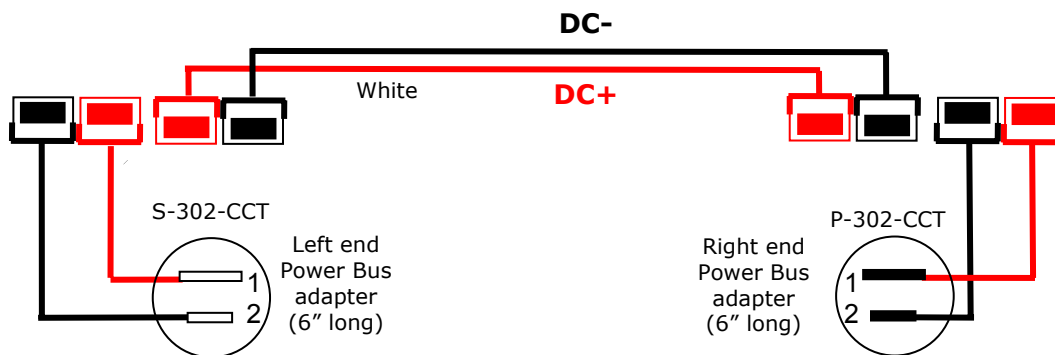 DC-
White
DC+
S-302-CCT
P-302-CCT
Left end
Power Bus
adapter
(6” long)
Right end
Power Bus
adapter
(6” long)
1
2
1
2